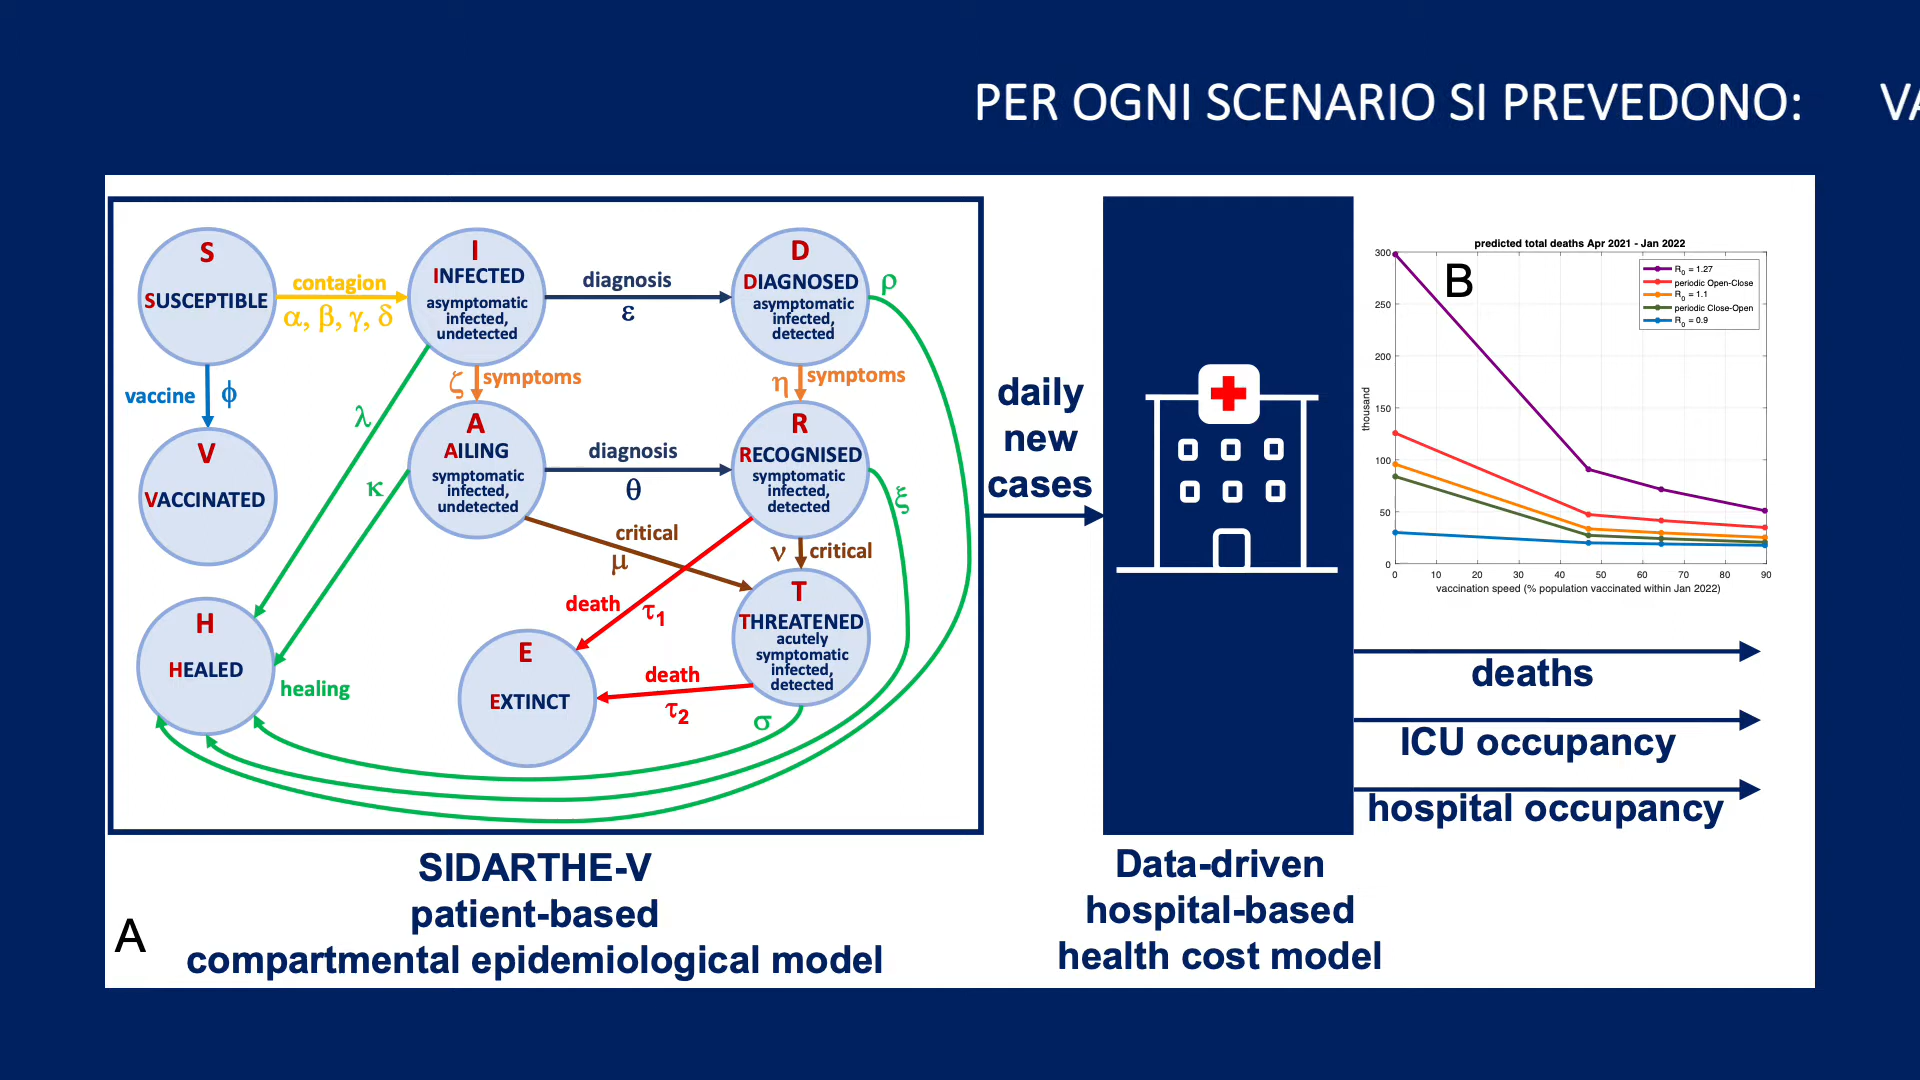 PER OGNI SCENARIO SI PREVEDONO:
S
SUSCEPTIBLE
contagion
α, β, γ, δ
I
INFECTED
asymptomatic
infected,
undetected
diagnosis
ε
D
DIAGNOSED
asymptomatic
infected,
detected
ρ
vaccine ϕ
ζ symptoms
η symptoms
λ
κ
V
VACCINATED
A
AILING
symptomatic
infected,
undetected
diagnosis
θ
R
RECOGNISED
symptomatic
infected,
detected
ξ
critical
μ
ν critical
death
τ1
T
THREATENED
acutely
symptomatic
infected,
detected
H
HEALED
healing
E
EXTINCT
death
τ2
σ
SIDARTHE-V
patient-based
compartmental epidemiological model
A
daily
new
cases
Data-driven
hospital-based
health cost model
predicted total deaths Apr 2021 - Jan 2022
B
R0 = 1.27
periodic Open-Close
R0 = 1.1
periodic Close-Open
R0 = 0.9
thousand
300
250
200
150
100
50
0
0 10 20 30 40 50 60 70 80 90
vaccination speed (% population vaccinated within Jan 2022)
deaths
ICU occupancy
hospital occupancy